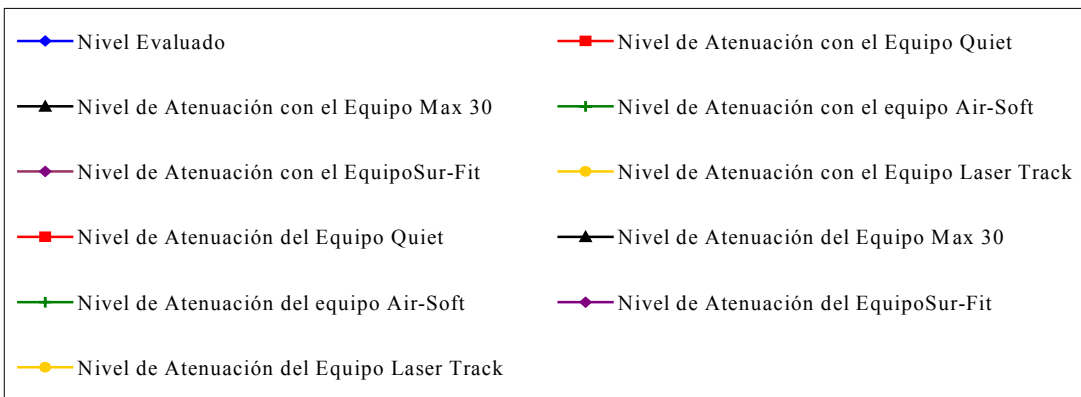 Nivel Evaluado
Nivel de Atenuación con el Equipo Quiet
Nivel de Atenuación con el Equipo Max 30
Nivel de Atenuación con el equipo Air-Soft
Nivel de Atenuación con el EquipoSur-Fit
Nivel de Atenuación con el Equipo Laser Track
Nivel de Atenuación del Equipo Quiet
Nivel de Atenuación del Equipo Max 30
Nivel de Atenuación del equipo Air-Soft
Nivel de Atenuación del EquipoSur-Fit
Nivel de Atenuación del Equipo Laser Track